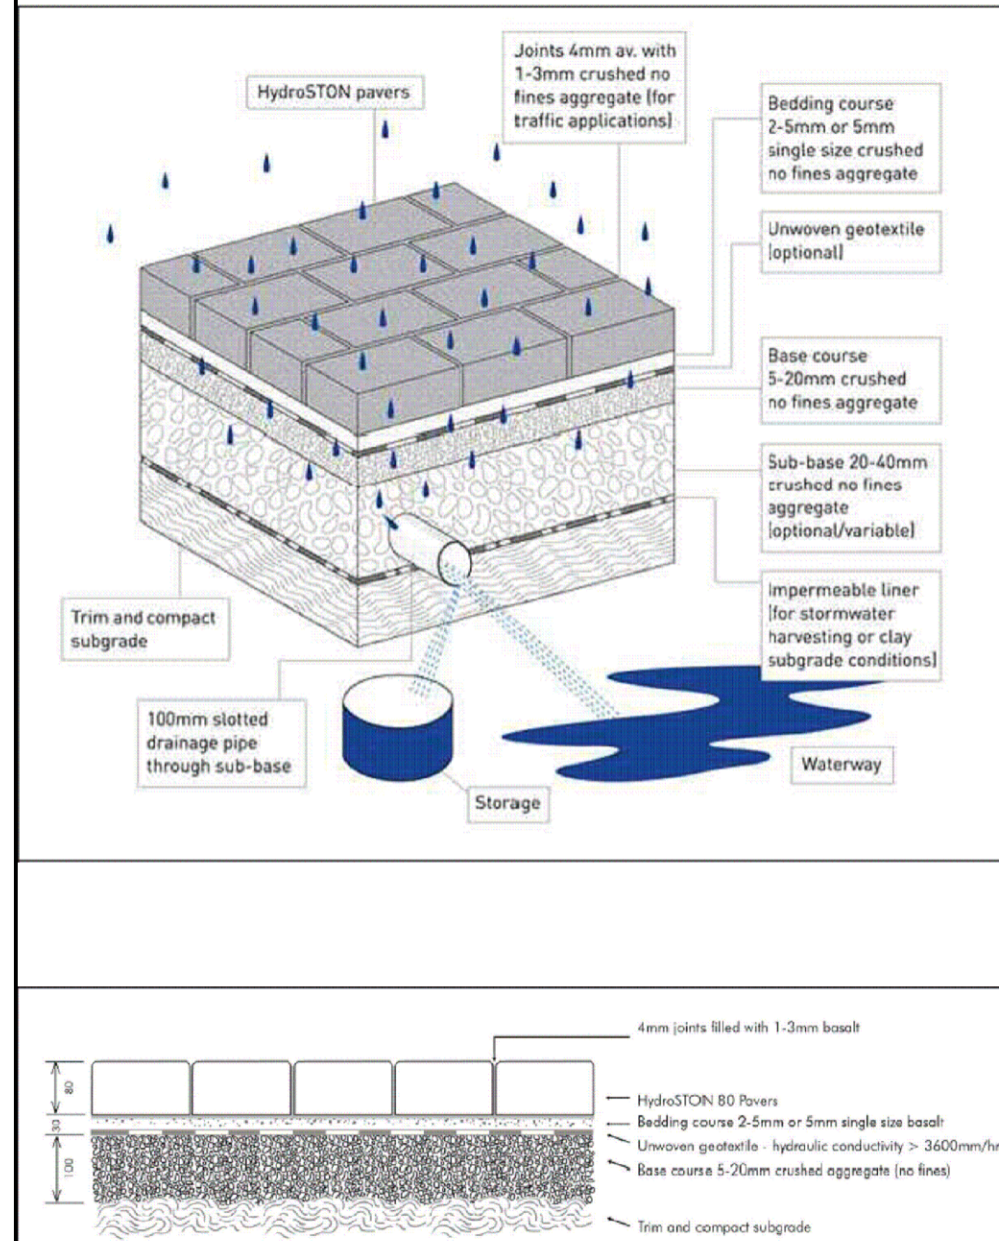 HydroSTON pavers
Joints 4mm av. with
1-3mm crushed no
fines aggregate (for
traffic applications)
Bedding course
2-5mm or 5mm
single size crushed
no fines aggregate
Unwoven geotextile
(optional)
Base course
5-20mm crushed
no fines aggregate
Sub-base 20-40mm
crushed no fines
aggregate
(optional/variable)
Impermeable liner
(for stormwater
harvesting or clay
subgrade conditions)
Trim and compact
subgrade
100mm slotted
drainage pipe
through sub-base
Storage
Waterway
4mm joints filled with 1-3mm basalt
80
HydroSTON 80 Pavers
30
Bedding course 2-5mm or 5mm single size basalt
Unwoven geotextile - hydraulic conductivity > 3600mm/hr
100
Base course 5-20mm crushed aggregate (no fines)
Trim and compact subgrade